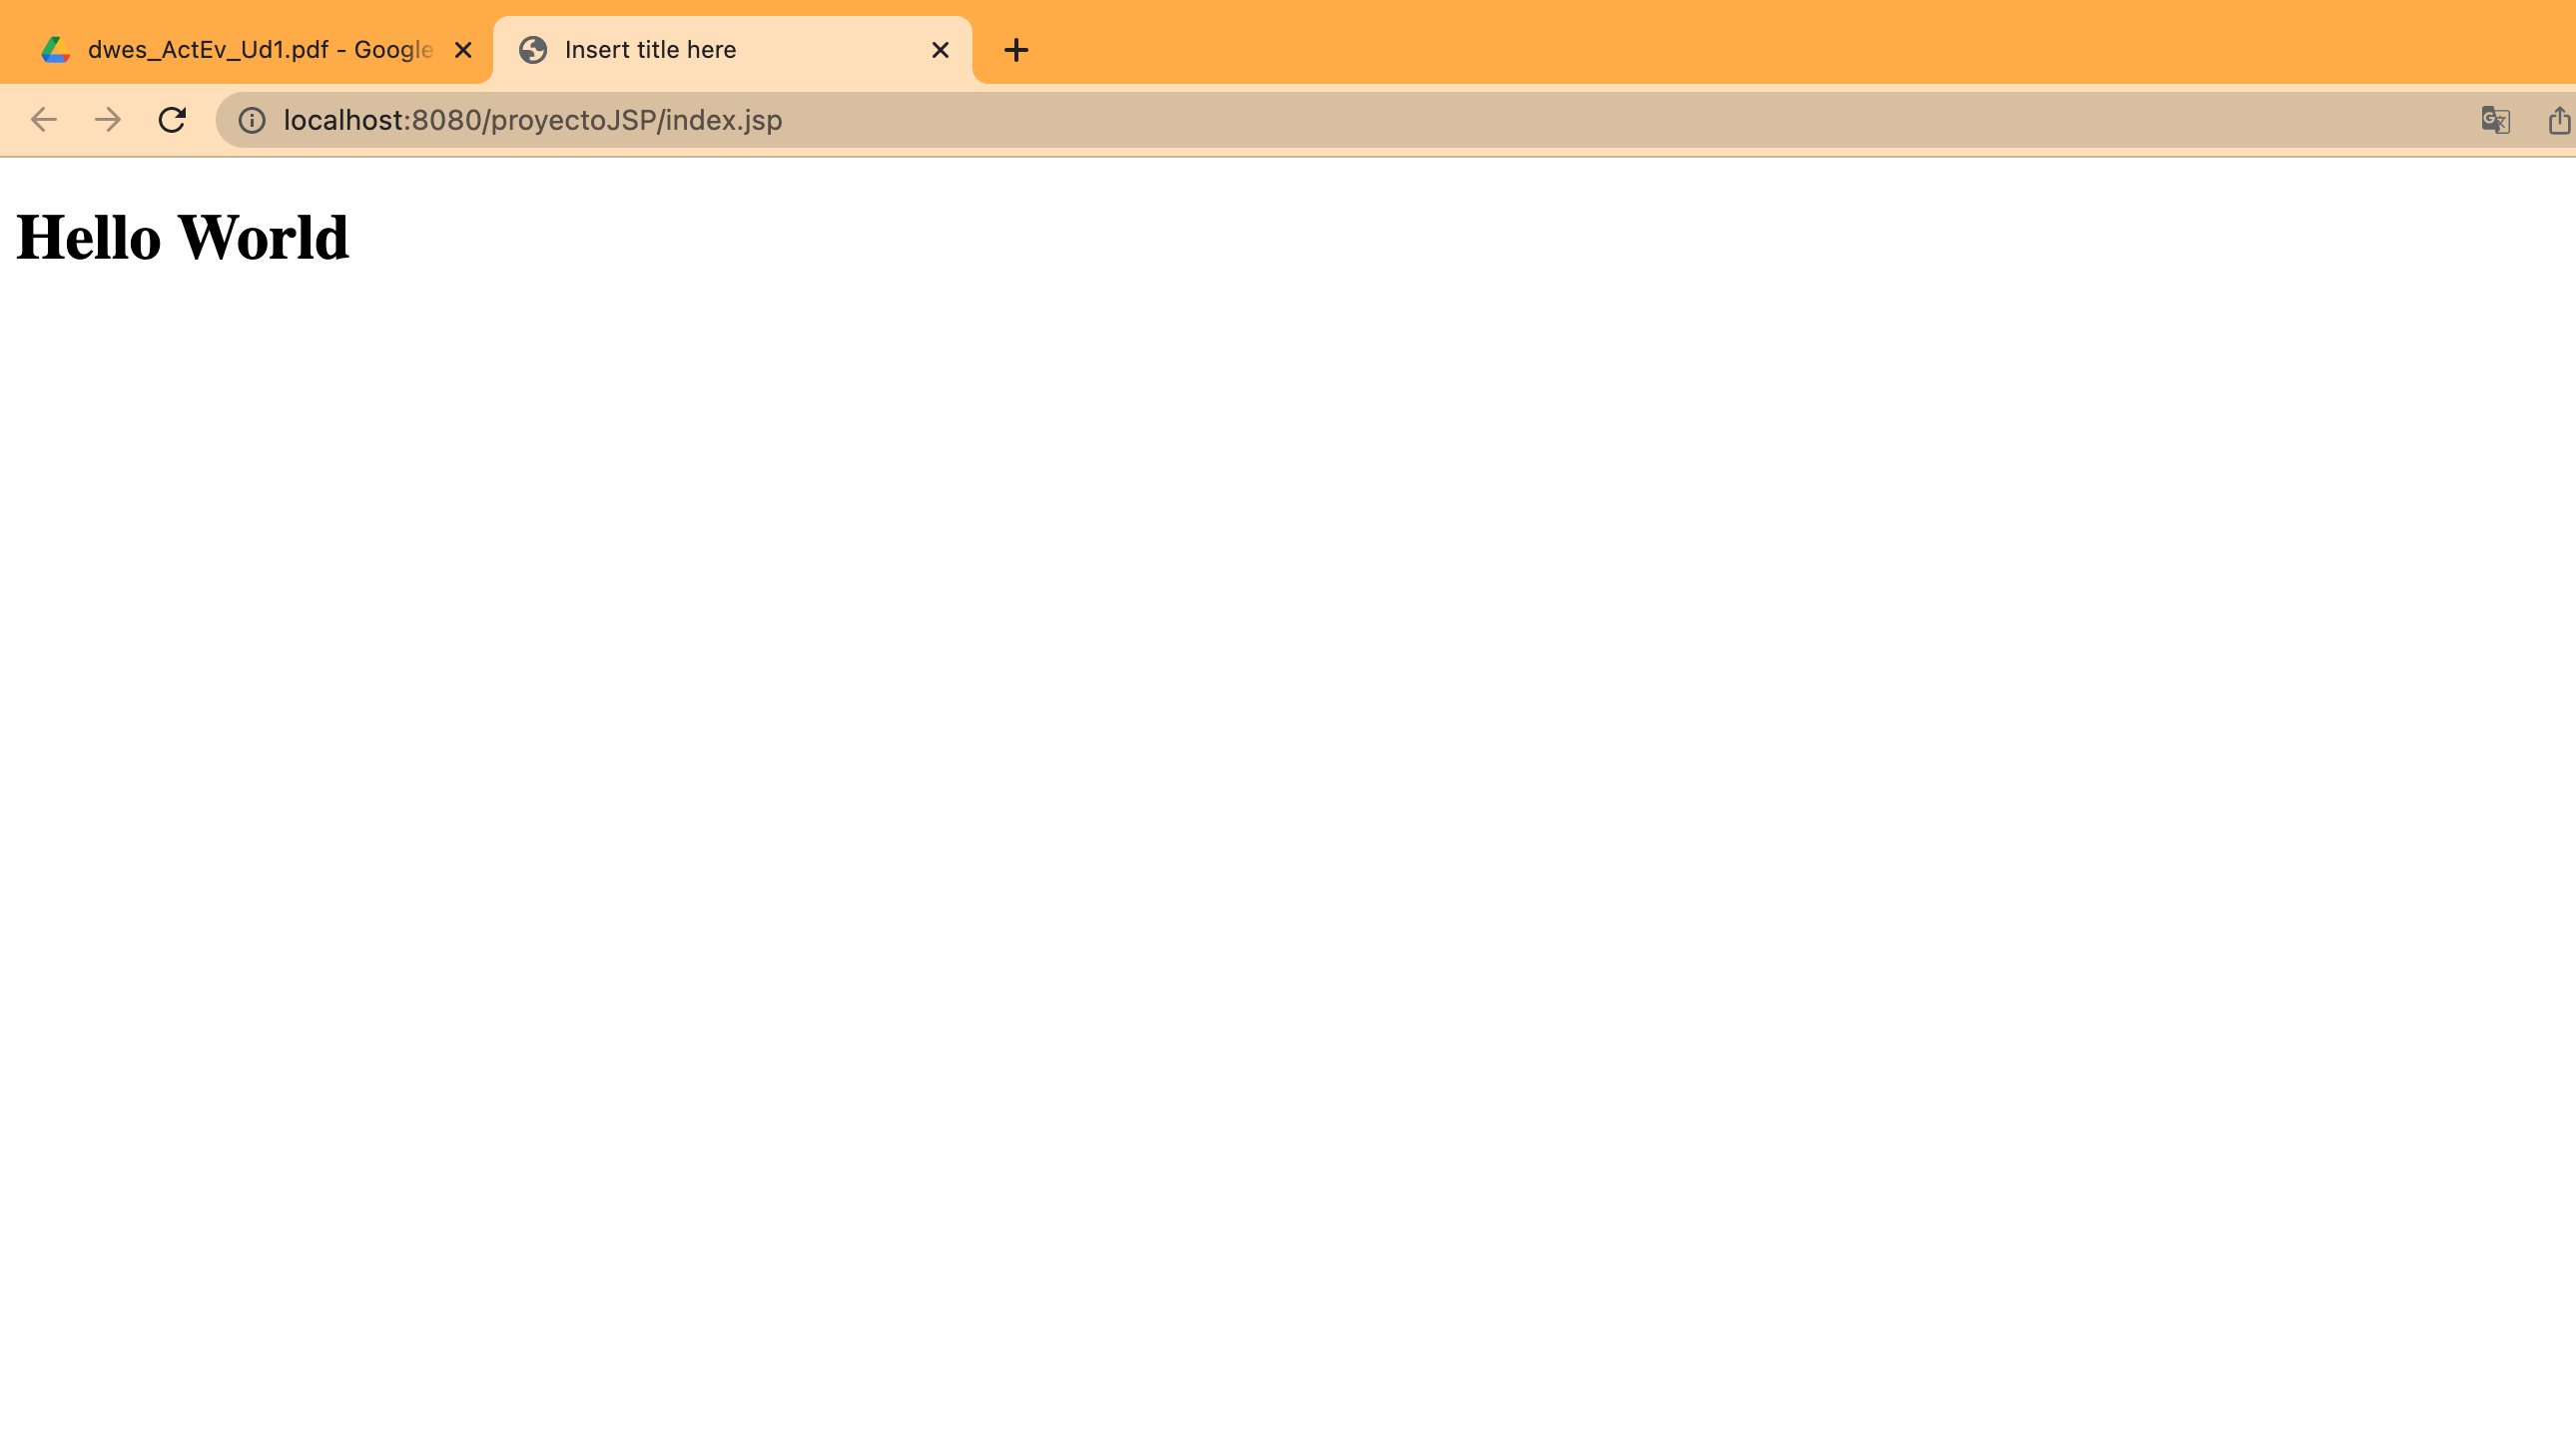 dwes_ActEv_Ud1.pdf - Google
Insert title here
localhost:8080/proyectoJSP/index.jsp
Hello World